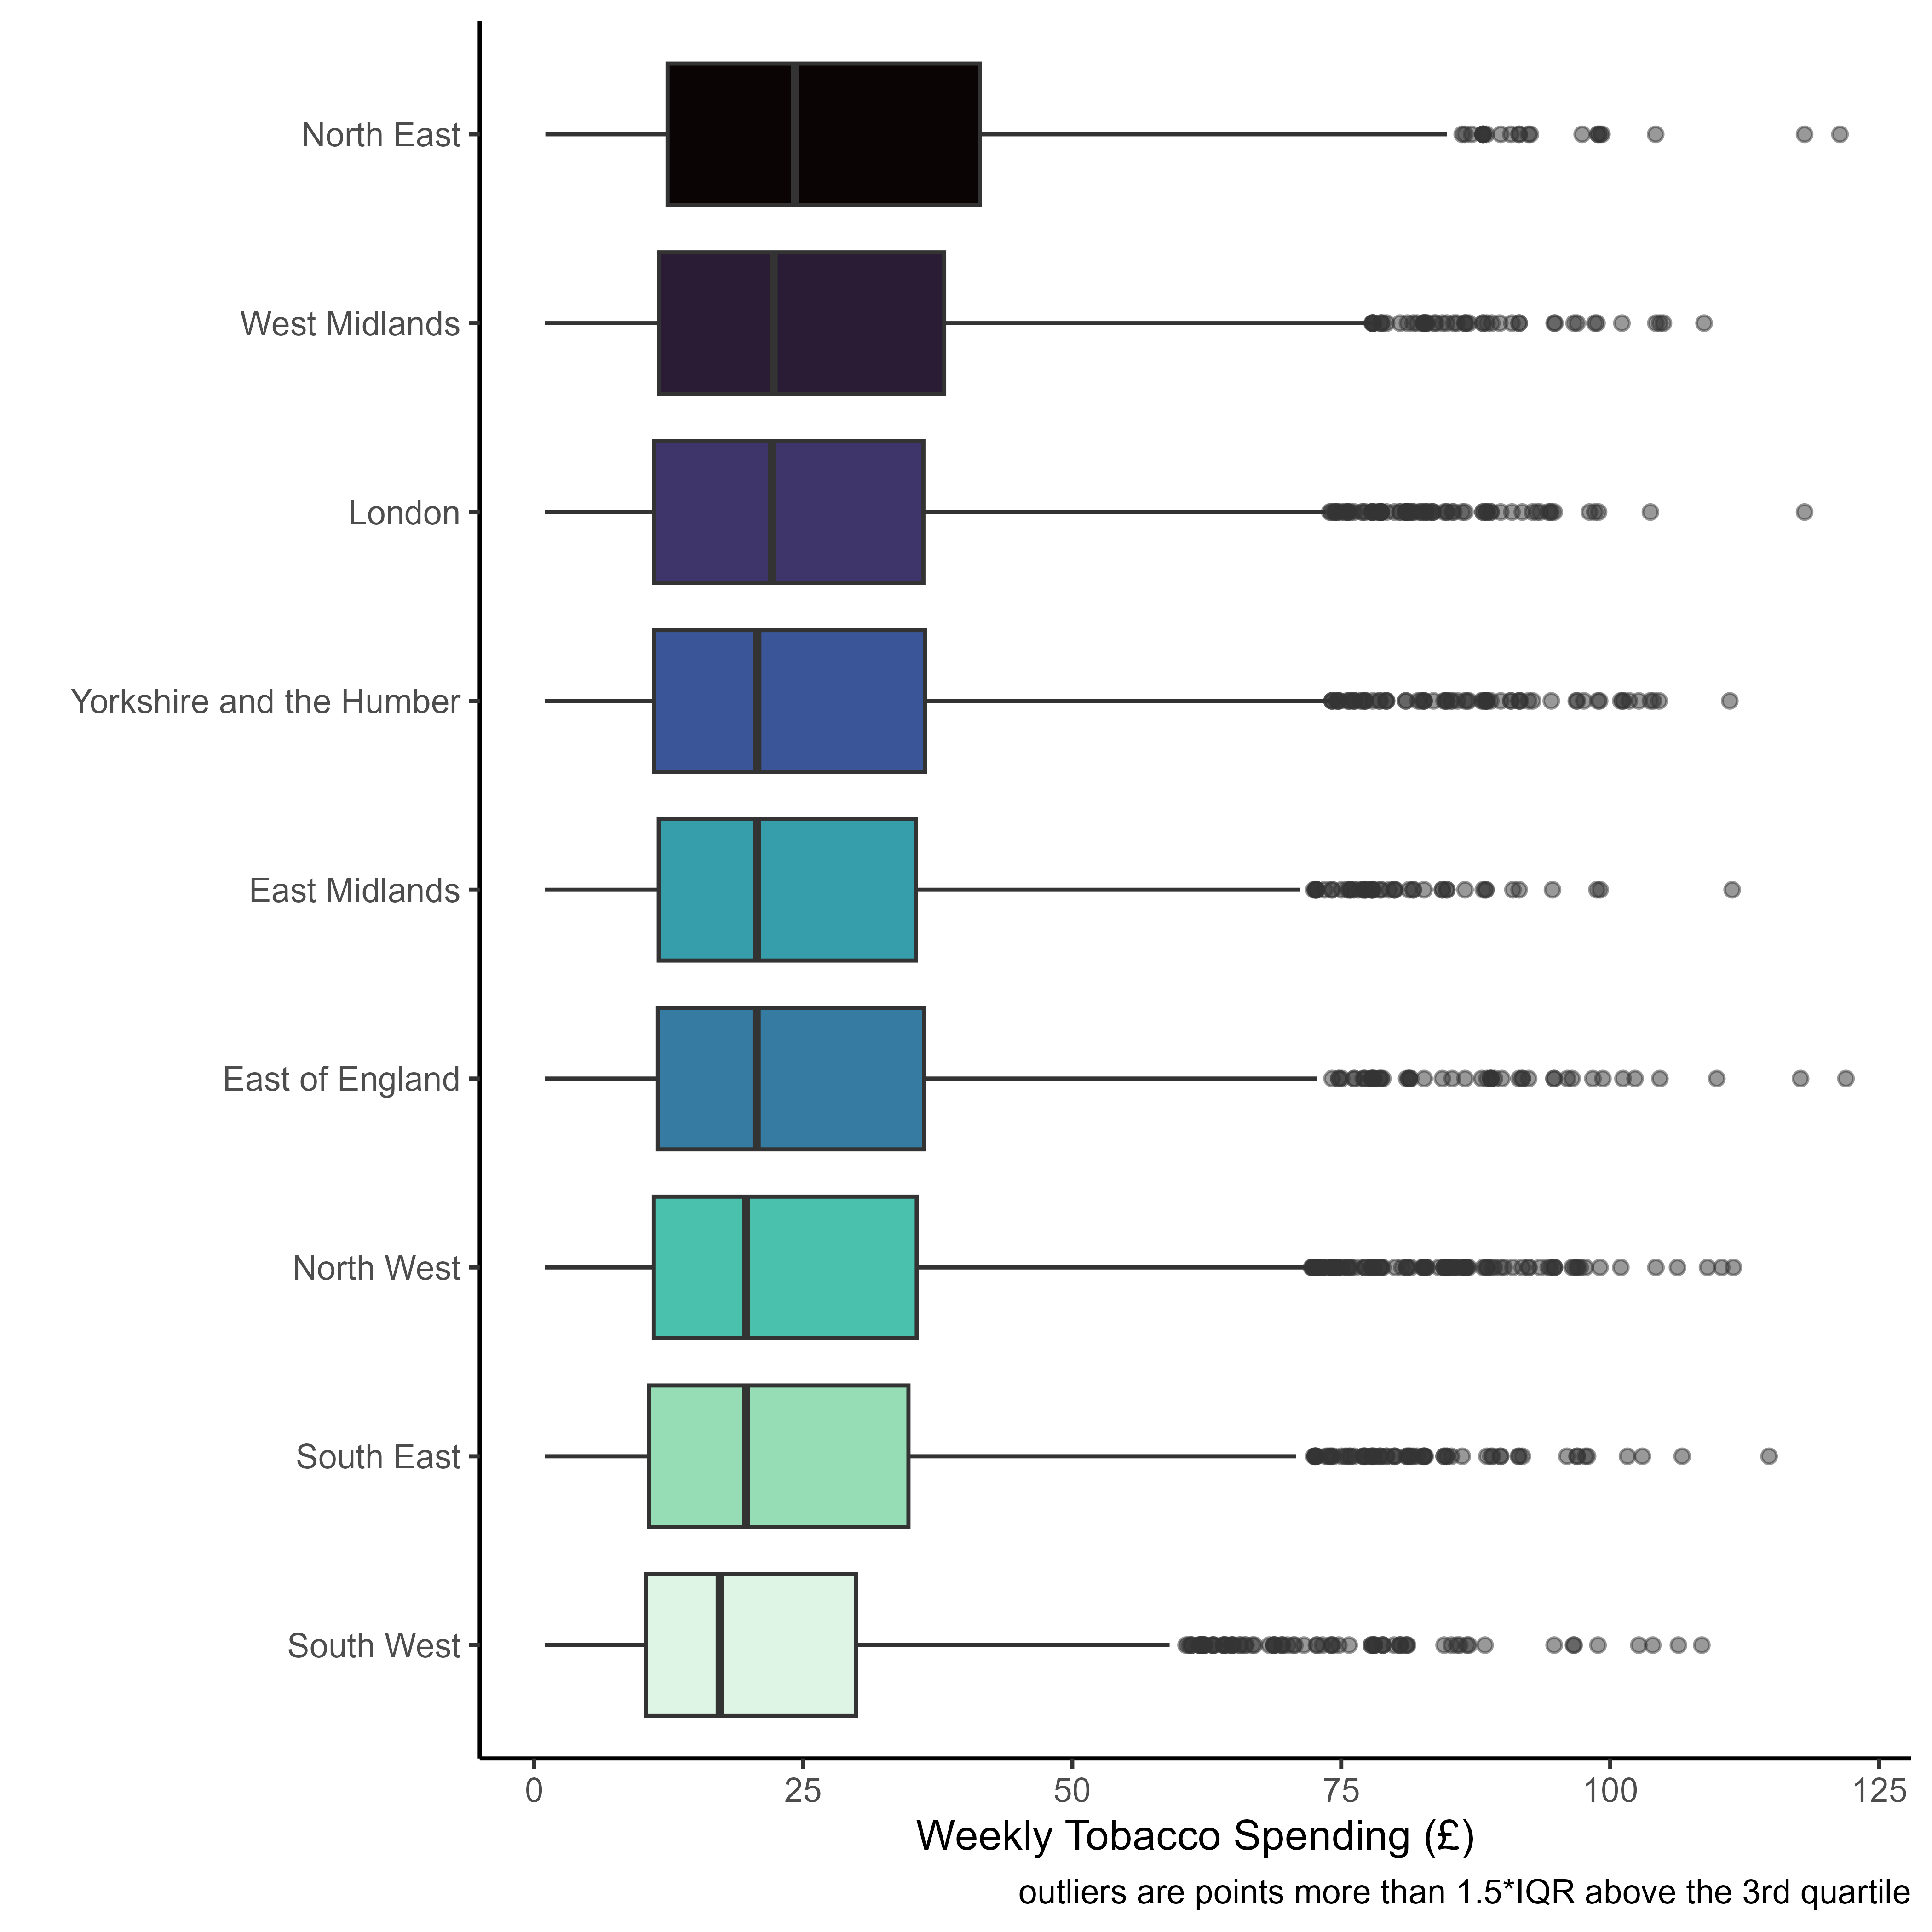 North East
West Midlands
London
Yorkshire and the Humber
East Midlands
East of England
North West
South East
South West
0 25 50 75 100 125
Weekly Tobacco Spending (£)
outliers are points more than 1.5*IQR above the 3rd quartile